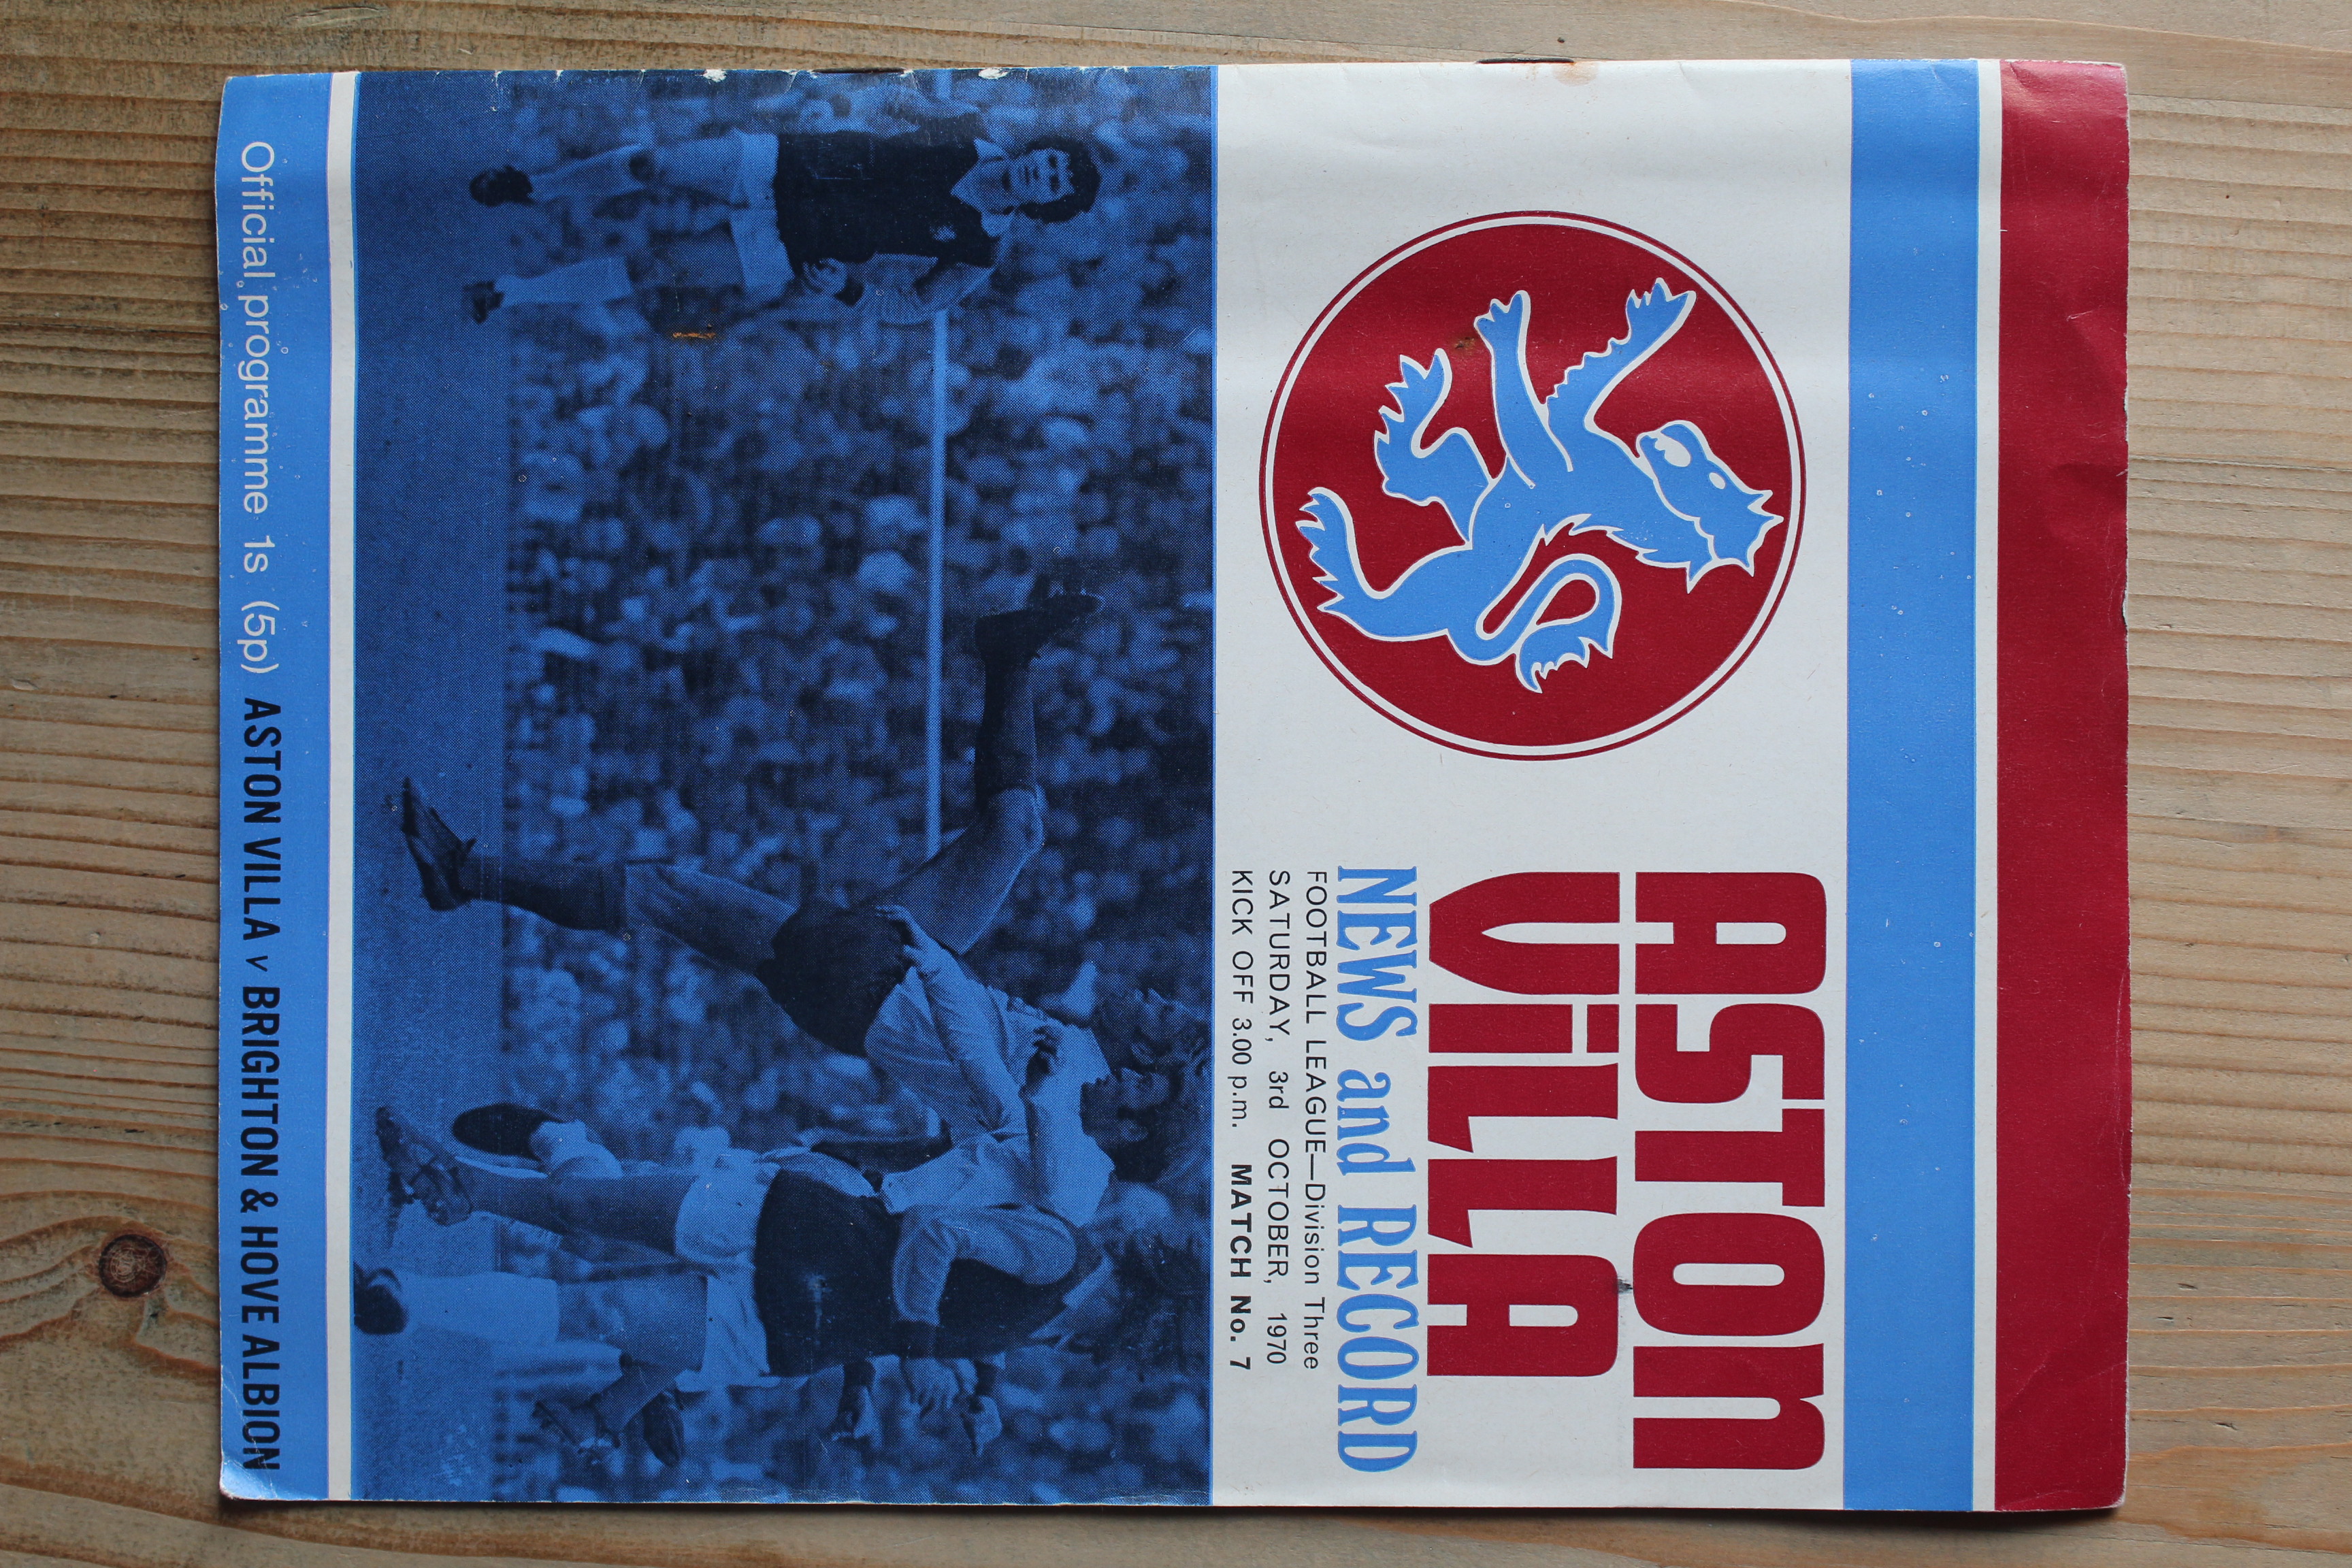 ASTON
ViLLA
NEWS and RECORD
FOOTBALL LEAGUE—Division Three
SATURDAY, 3rd OCTOBER, 1970
KICK OFF 3.00 p.m. MATCH No. 7
Official programme 1s (5p) ASTON VILLA v BRIGHTON & HOVE ALBION